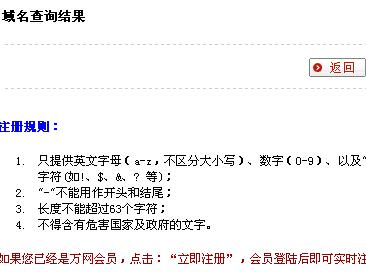 域名查询结果
返回
注册规则：
1. 只提供英文字母（a-z，不区分大小写）、数字（0-9）、以及"
字符(如!、$、&、? 等)；
2. "-"不能用作开头和结尾；
3. 长度不能超过63个字符；
4. 不得含有危害国家及政府的文字。
如果您已经是万网会员，点击：“立即注册”，会员登陆后即可实时注